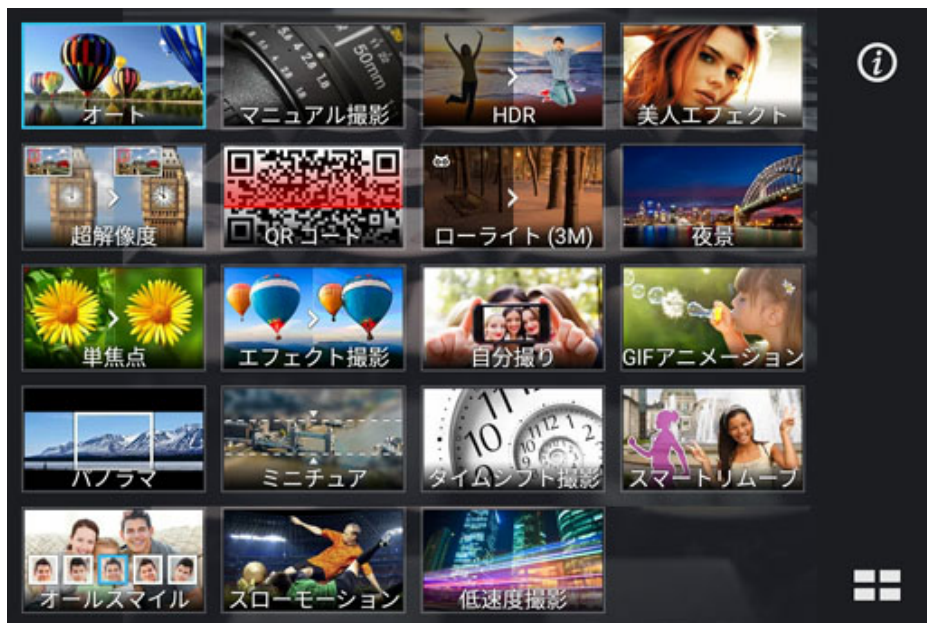 オート
マニュアル撮影
HDR
美人エフェクト
超解像度
QR コード
ローライト (3M)
夜景
単焦点
エフェクト撮影
自分撮り
GIFアニメーション
パノラマ
ミニチュア
タイムシフト撮影
スマートリムーブ
オールスマイル
スローモーション
低速度撮影